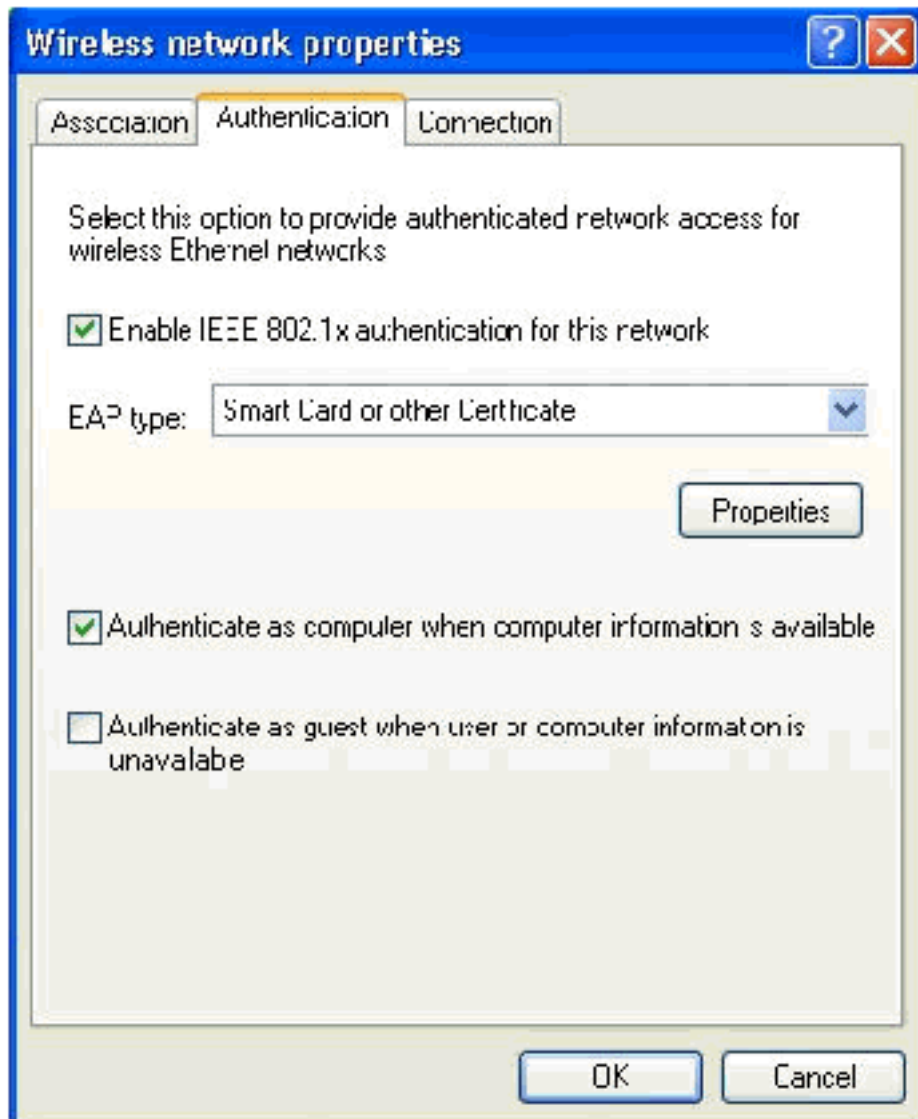 Wireless network properties
Association Authentication Connection
Select this option to provide authenticated network access for
wireless Ethernet networks
Enable IEEE 802.1x authentication for this network
EAP type: Smart Card or other Certificate
Properties
Authenticate as computer when computer information is available
Authenticate as guest when user or computer information is
unavailable
OK Cancel